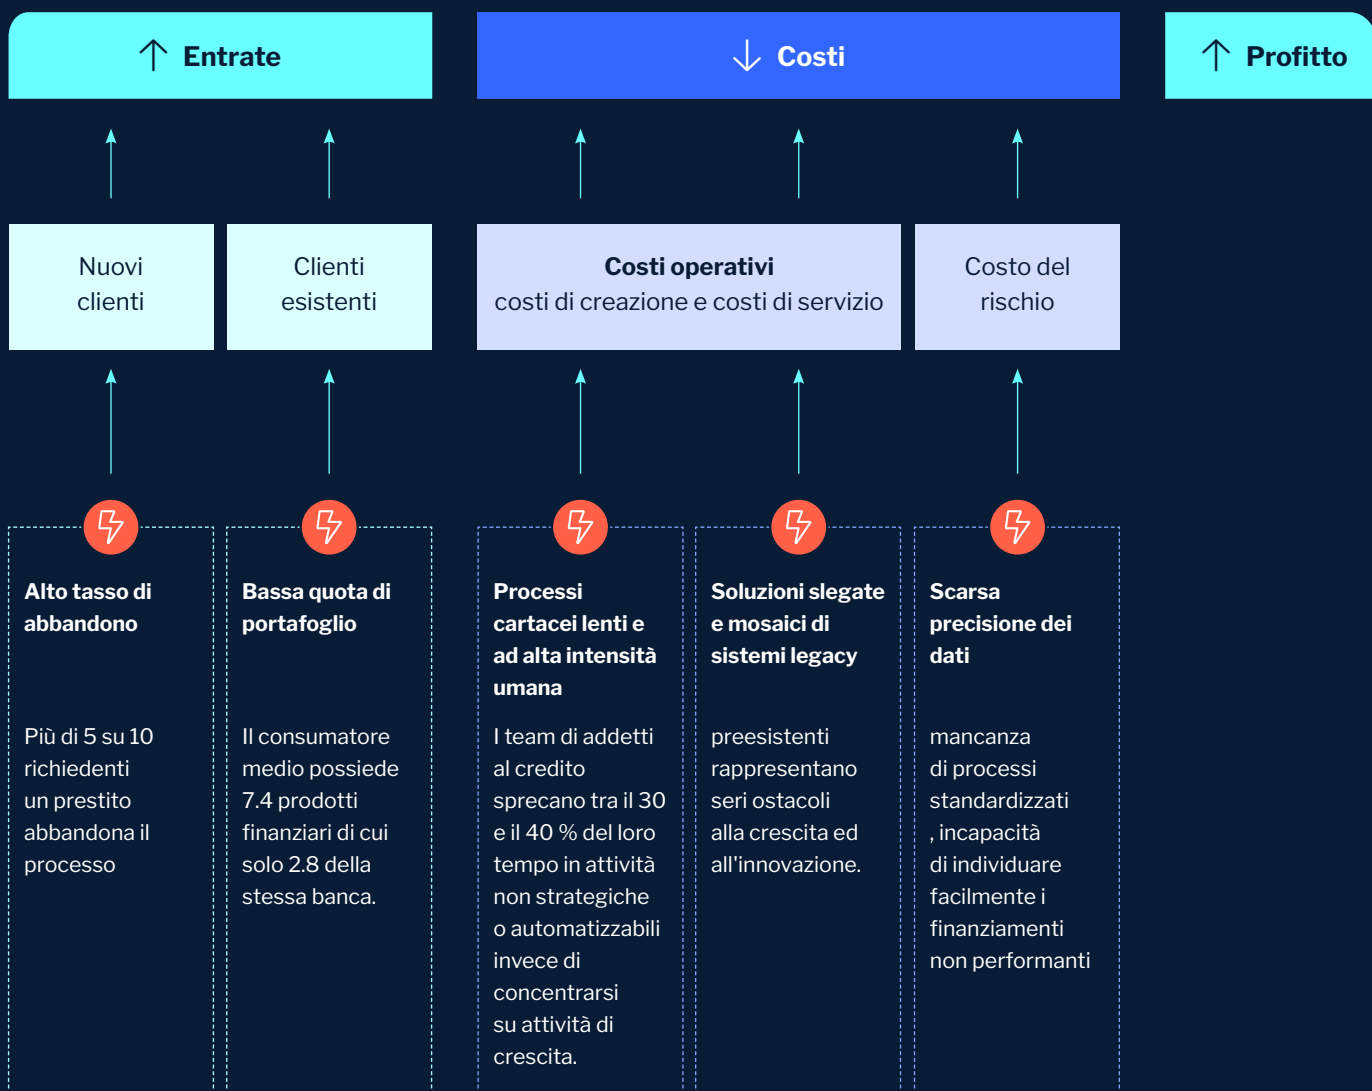 Entrate
Costi
Profitto
Nuovi
clienti
Clienti
esistenti
Costi operativi
costi di creazione e costi di servizio
Costo del
rischio
Alto tasso di
abbandono
Più di 5 su 10
richiedenti
un prestito
abbandona il
processo
Bassa quota di
portafoglio
Il consumatore
medio possiede
7.4 prodotti
finanziari di cui
solo 2.8 della
stessa banca.
Processi
cartacei lenti e
ad alta intensità
umana
I team di addetti
al credito
sprecano tra il 30
e il 40 % del loro
tempo in attività
non strategiche
o automatizzabili
invece di
concentrarsi
su attività di
crescita.
Soluzioni slegate
e mosaici di
sistemi legacy
preesistenti
rappresentano
seri ostacoli
alla crescita ed
all'innovazione.
Scarsa
precisione dei
dati
mancanza
di processi
standardizzati
, incapacità
di individuare
facilmente i
finanziamenti
non performanti